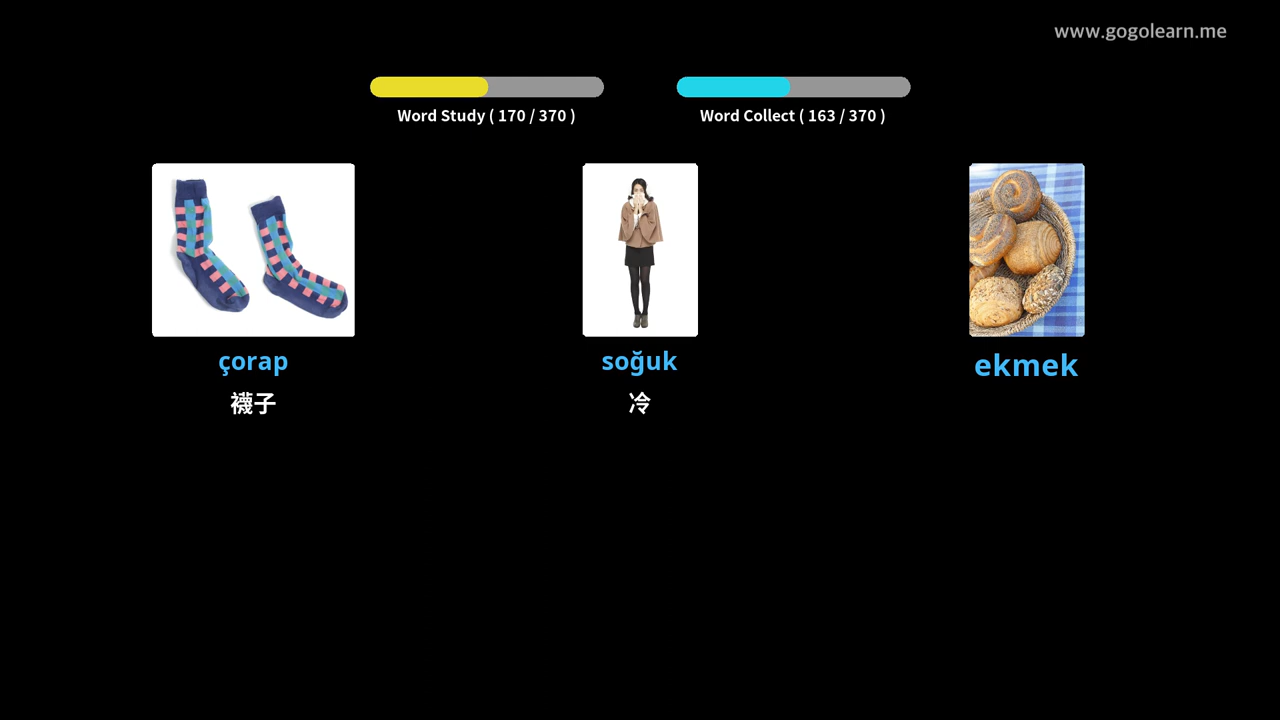 www.gogolearn.me
Word Study ( 170 / 370 )
Word Collect ( 163 / 370 )
çorap
soğuk
ekmek
襪子
冷